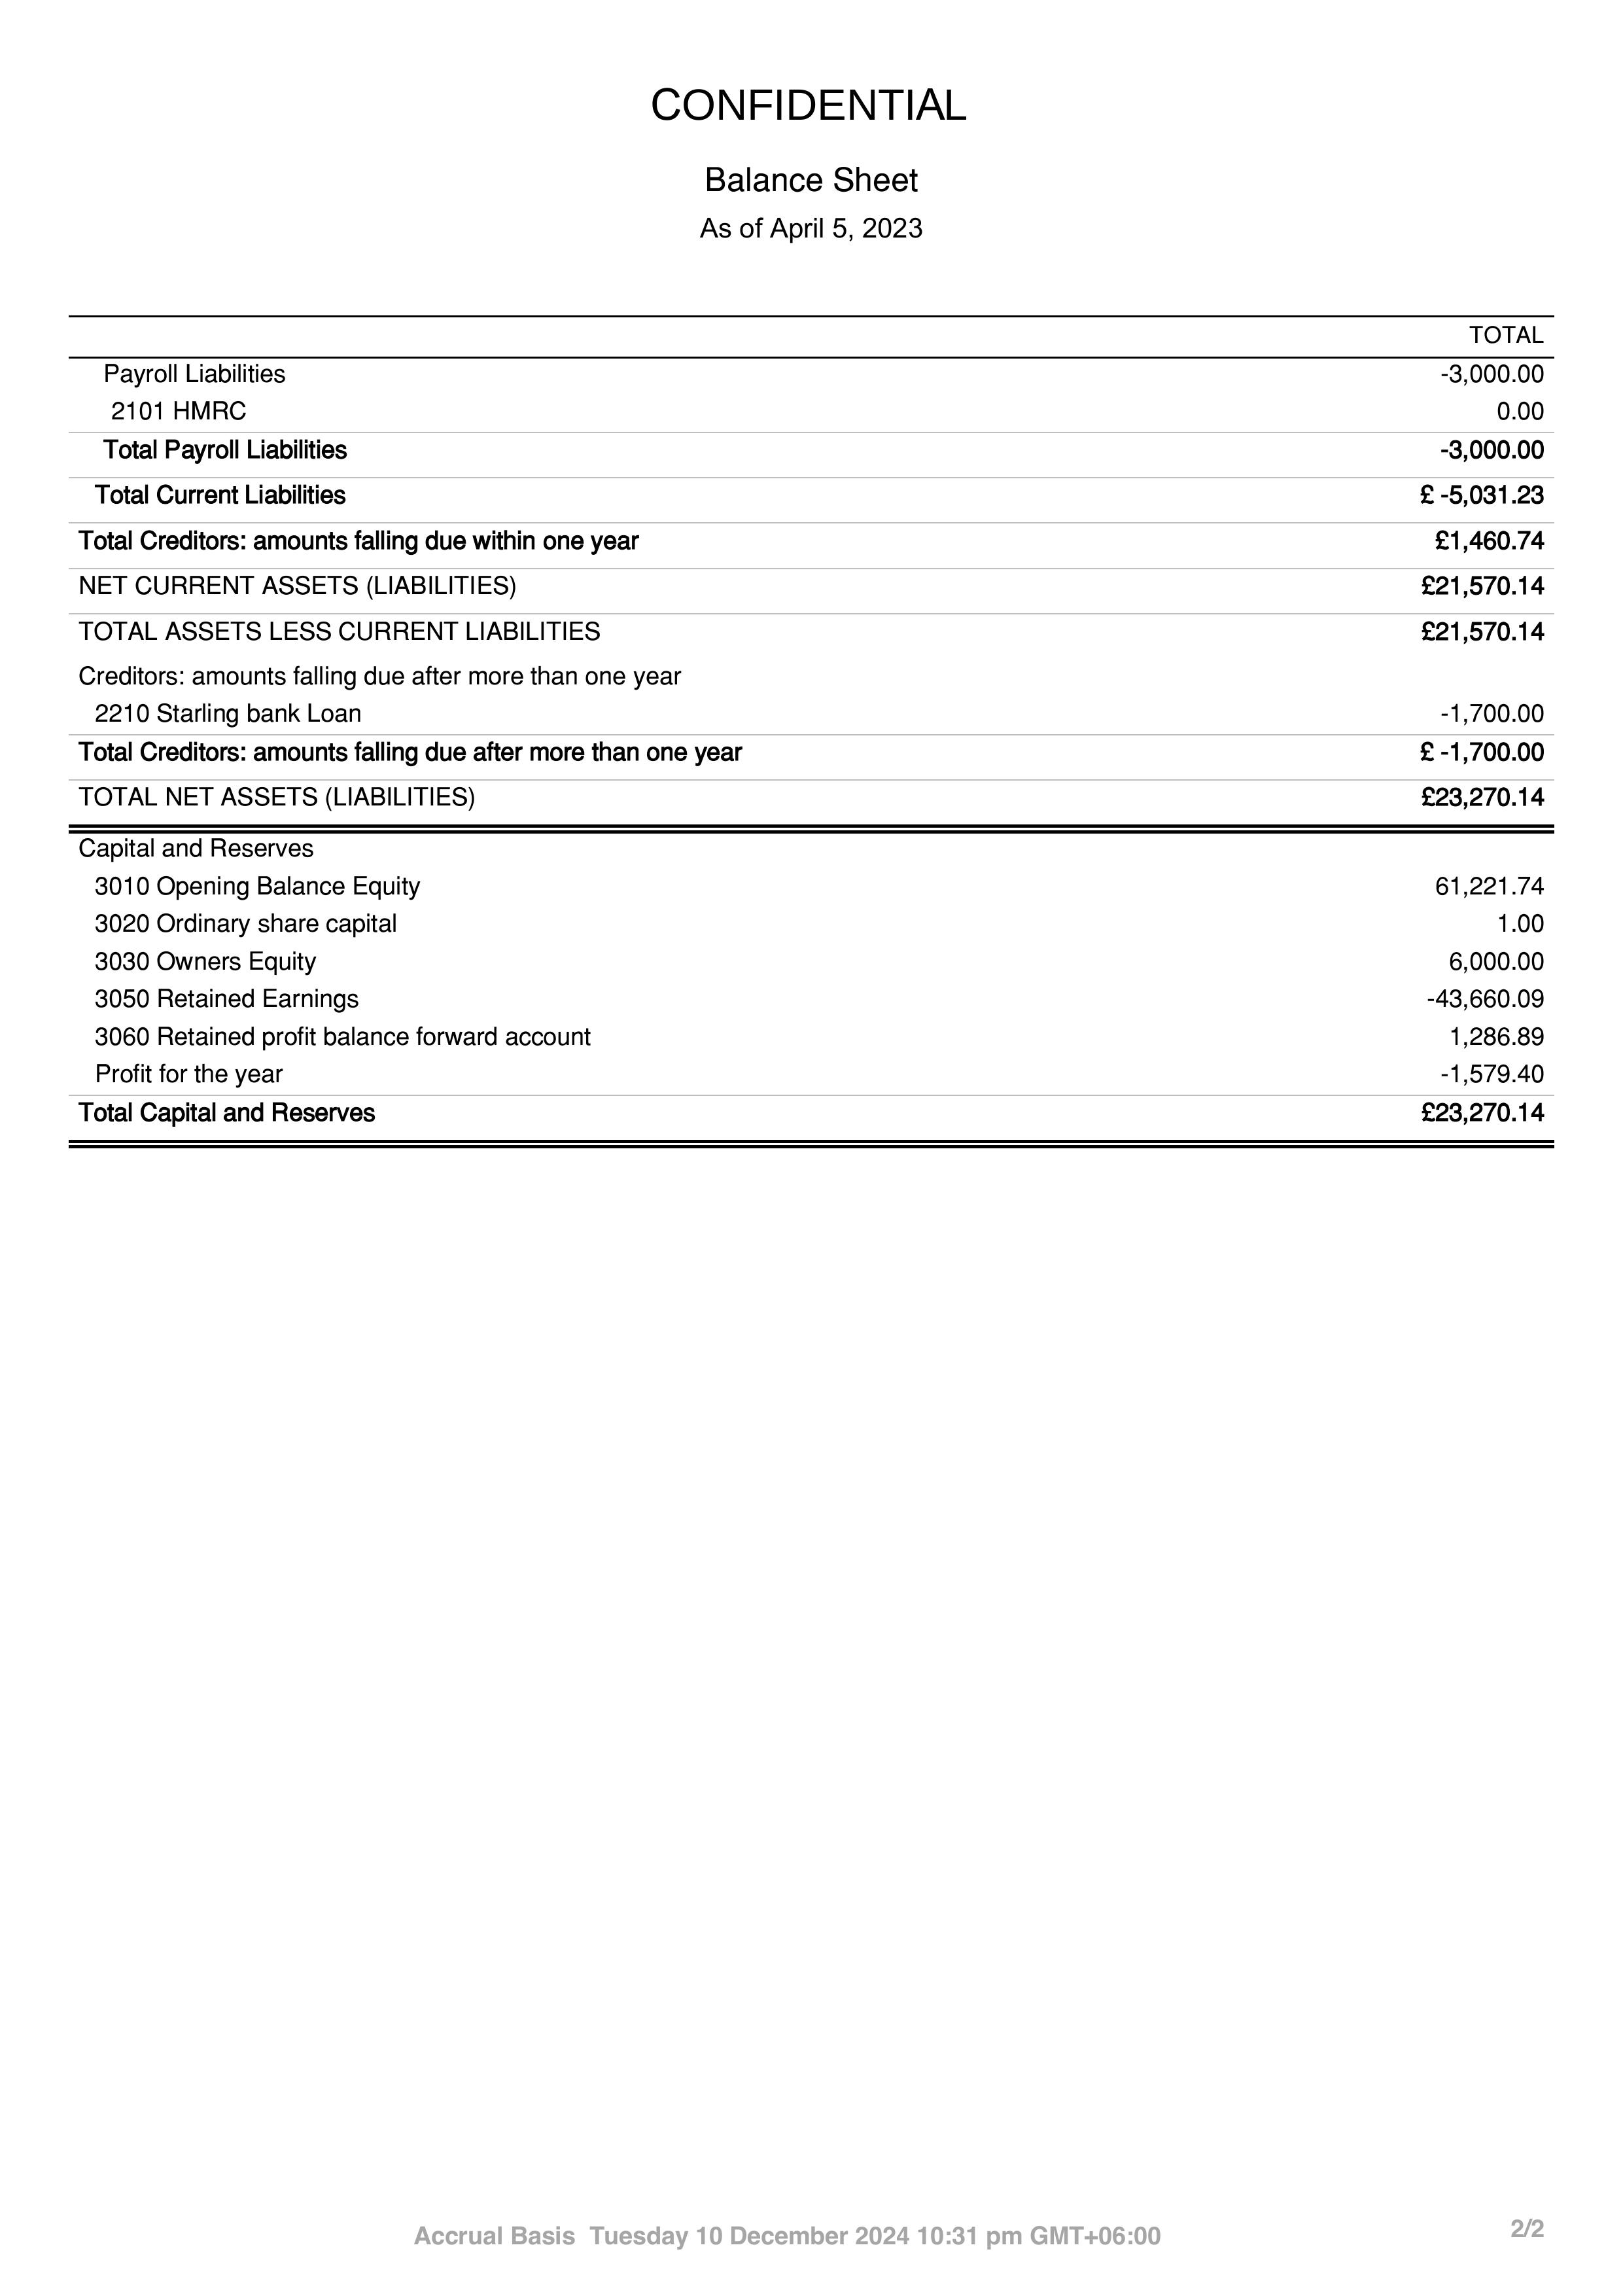 CONFIDENTIAL
Balance Sheet
As of April 5, 2023
TOTAL
Payroll Liabilities -3,000.00
2101 HMRC 0.00
Total Payroll Liabilities -3,000.00
Total Current Liabilities £ -5,031.23
Total Creditors: amounts falling due within one year £1,460.74
NET CURRENT ASSETS (LIABILITIES) £21,570.14
TOTAL ASSETS LESS CURRENT LIABILITIES £21,570.14
Creditors: amounts falling due after more than one year
2210 Starling bank Loan -1,700.00
Total Creditors: amounts falling due after more than one year £ -1,700.00
TOTAL NET ASSETS (LIABILITIES) £23,270.14
Capital and Reserves
3010 Opening Balance Equity 61,221.74
3020 Ordinary share capital 1.00
3030 Owners Equity 6,000.00
3050 Retained Earnings -43,660.09
3060 Retained profit balance forward account 1,286.89
Profit for the year -1,579.40
Total Capital and Reserves £23,270.14
Accrual Basis Tuesday 10 December 2024 10:31 pm GMT+06:00 2/2